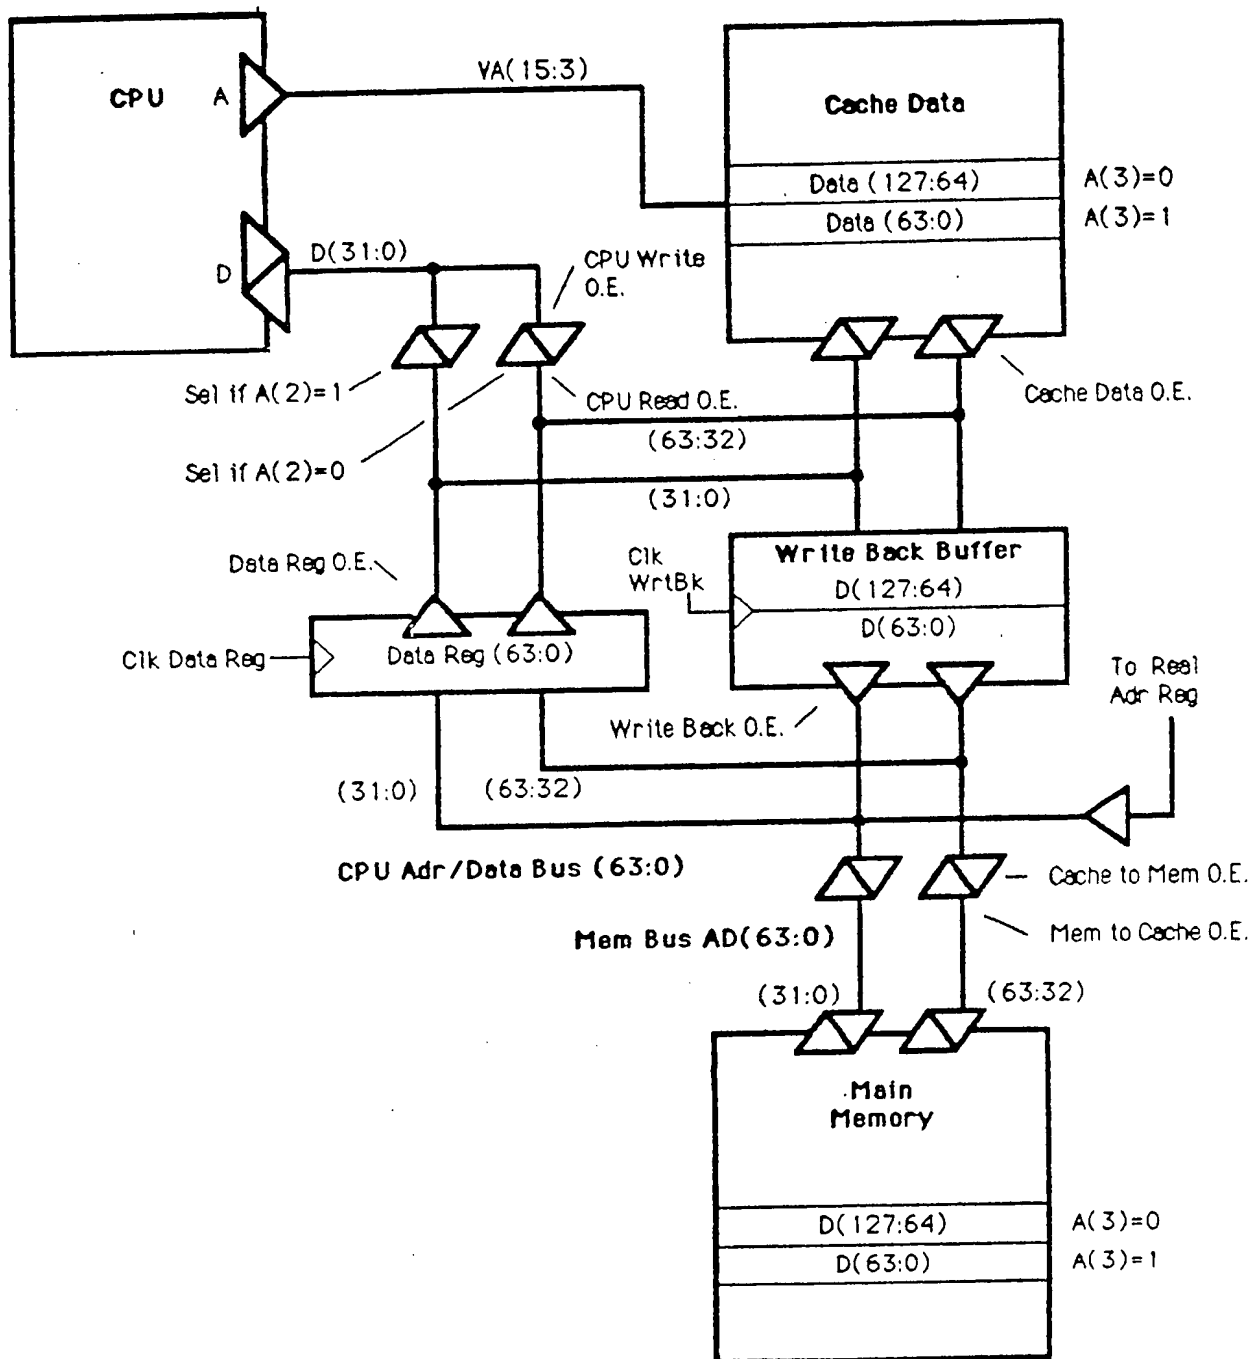 VA(15:3)
CPU
A
Cache Data
Data (127:64)
A(3)=0
Data (63:0)
A(3)=1
D(31:0)
D
CPU Write
O.E.
Sel if A(2)=1
CPU Read O.E.
Cache Data O.E.
(63:32)
Sel if A(2)=0
(31:0)
Data Reg O.E.
Clk
WrtBk
Write Back Buffer
D(127:64)
D(63:0)
Clk Data Reg
Data Reg (63:0)
To Real
Adr Reg
Write Back O.E.
(31:0)
(63:32)
CPU Adr/Data Bus (63:0)
Cache to Mem O.E.
Mem Bus AD(63:0)
Mem to Cache O.E.
(31:0)
(63:32)
Main
Memory
D(127:64)
A(3)=0
D(63:0)
A(3)=1